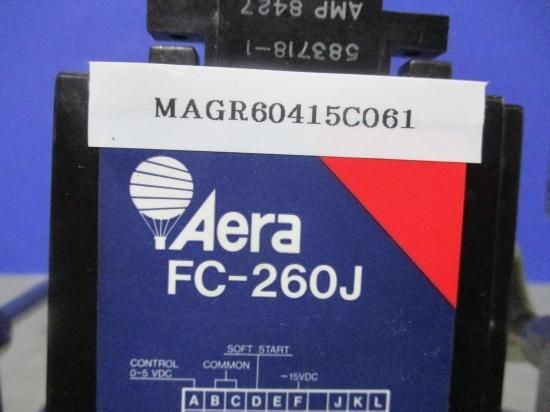 AMP 8427
583718-1
MAGR60415C061
Aera
FC-260J
SOFT START
CONTROL COMMON -15VDC
0-5 VDC
A B C D E F J K L